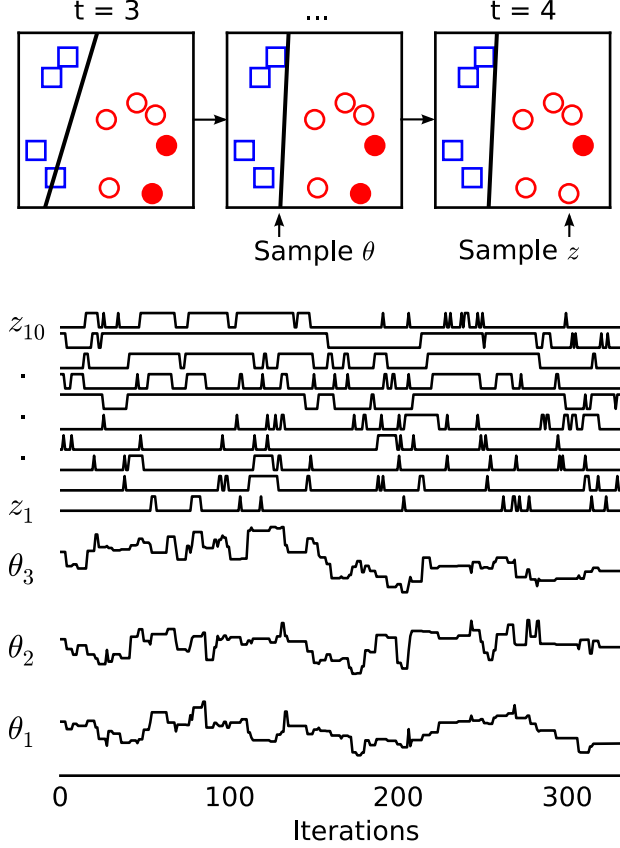 t = 3 ... t = 4
Sample θ Sample z
z10
.
.
.
z1
θ3
θ2
θ1
0 100 200 300
Iterations